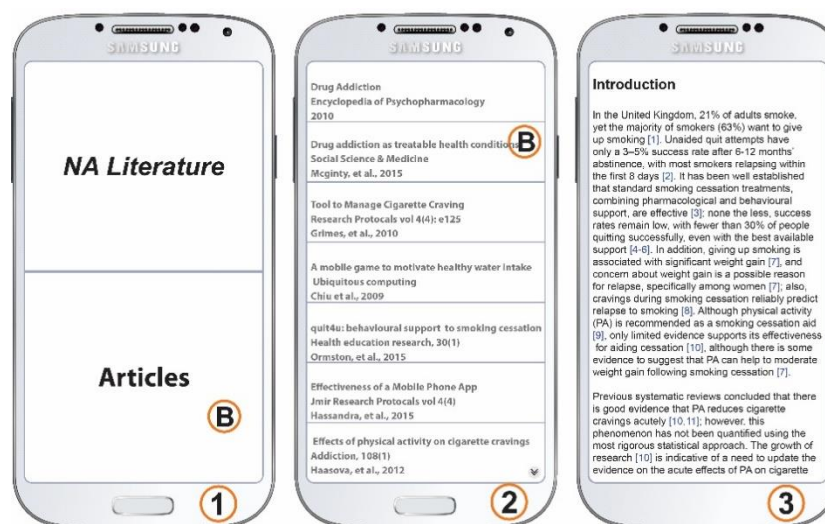 SAMSUNG
NA Literature
Articles
B
1
SAMSUNG
Drug Addiction
Encyclopedia of Psychopharmacology
2010
Drug addiction as treatable health conditions
B
Social Science & Medicine
Mcginty, et al., 2015
Tool to Manage Cigarette Craving
Research Protocals vol 4(4): e125
Grimes, et al., 2010
A mobile game to motivate healthy water intake
Ubiquitous computing
Chiu et al., 2009
quit4u: behavioural support to smoking cessation
Health education research, 30(1)
Ormston, et al., 2015
Effectiveness of a Mobile Phone App
Jmir Research Protocals vol 4(4)
Hassandra, et al., 2015
Effects of physical activity on cigarette cravings
Addiction, 108(1)
Haasova, et al., 2012
2
SAMSUNG
Introduction
In the United Kingdom, 21% of adults smoke,
yet the majority of smokers (63%) want to give
up smoking [1]. Unaided quit attempts have
only a 3–5% success rate after 6-12 months'
abstinence, with most smokers relapsing within
the first 8 days [2]. It has been well established
that standard smoking cessation treatments,
combining pharmacological and behavioural
support, are effective [3]; none the less, success
rates remain low, with fewer than 30% of people
quitting successfully, even with the best available
support [4-6]. In addition, giving up smoking is
associated with significant weight gain [7], and
concern about weight gain is a possible reason
for relapse, specifically among women [7]; also,
cravings during smoking cessation reliably predict
relapse to smoking [8]. Although physical activity
(PA) is recommended as a smoking cessation aid
[9], only limited evidence supports its effectiveness
for aiding cessation [10], although there is some
evidence to suggest that PA can help to moderate
weight gain following smoking cessation [7].
Previous systematic reviews concluded that there
is good evidence that PA reduces cigarette
cravings acutely [10,11]; however, this
phenomenon has not been quantified using the
most rigorous statistical approach. The growth of
research [10] is indicative of a need to update the
evidence on the acute effects of PA on cigarette
3